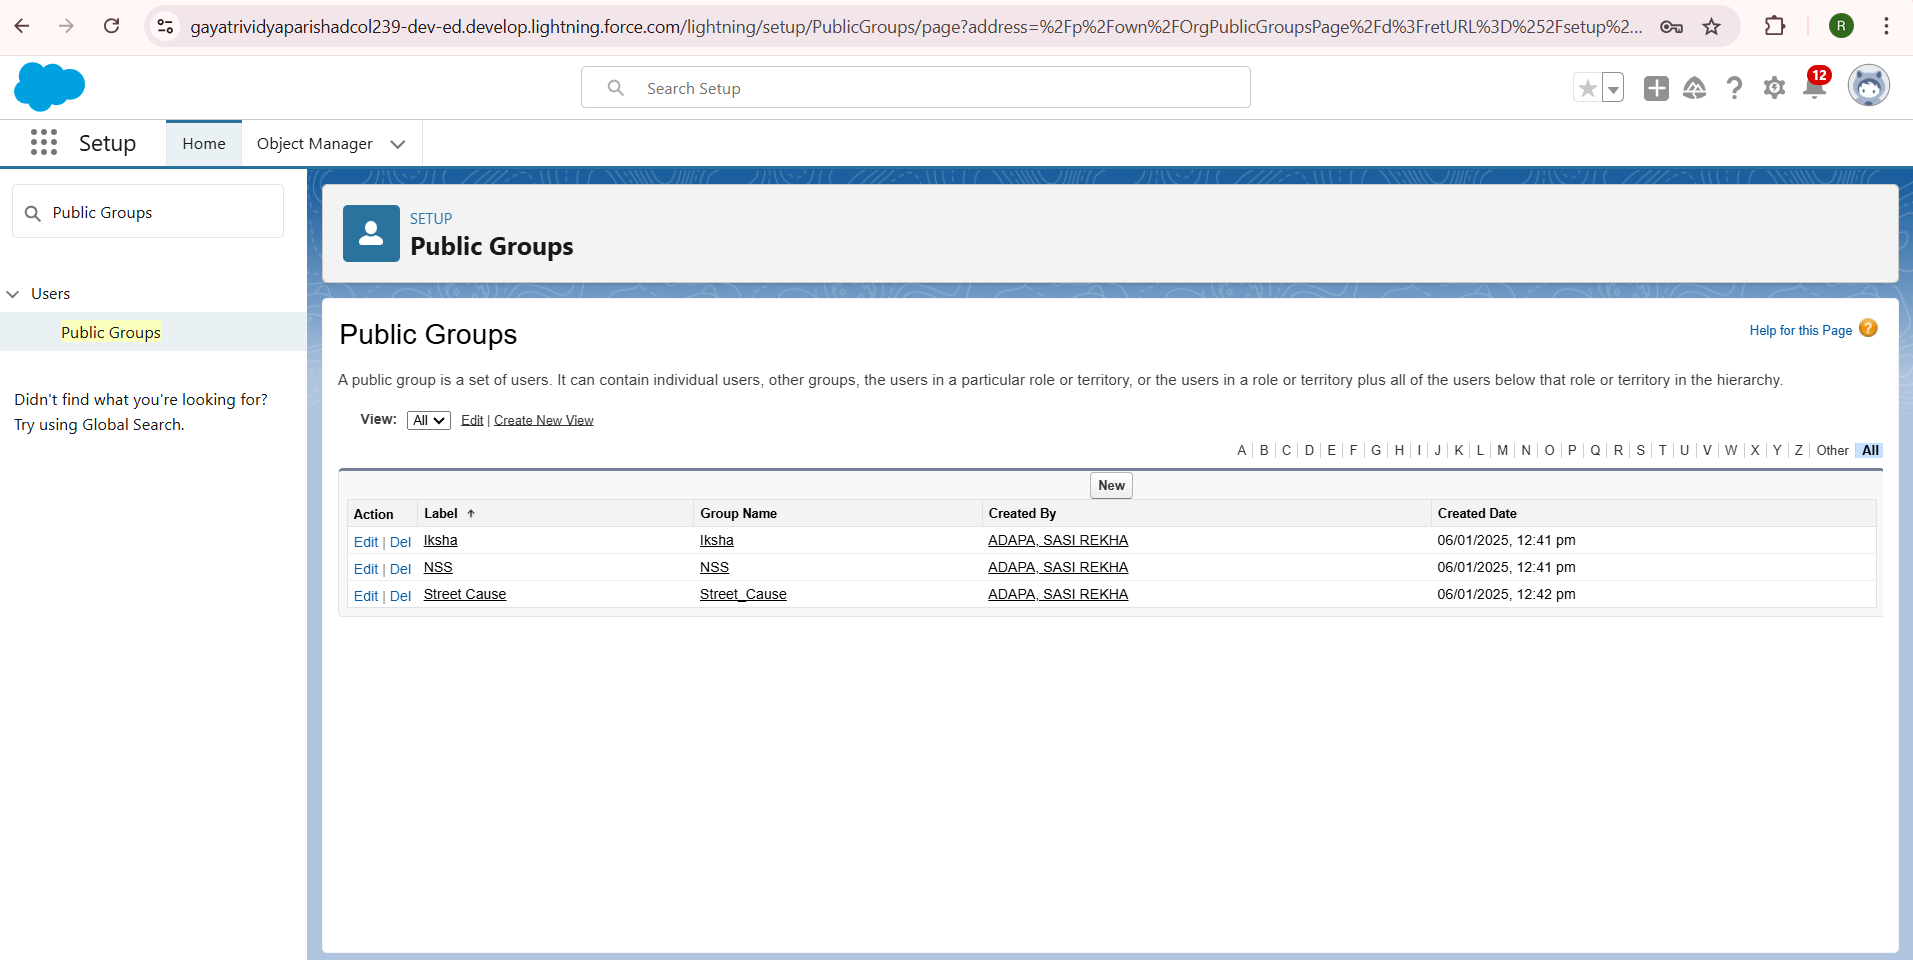 gayatrividyaparishadcol239-dev-ed.develop.lightning.force.com/lightning/setup/PublicGroups/page?address=%2Fp%2Fown%2FOrgPublicGroupsPage%2Fd%3FretURL%3D%252Fsetup%2... R
Search Setup 12
Setup Home Object Manager
Public Groups
Users
Public Groups
Didn't find what you're looking for?
Try using Global Search.
SETUP
Public Groups
Public Groups
Help for this Page ?
A public group is a set of users. It can contain individual users, other groups, the users in a particular role or territory, or the users in a role or territory plus all of the users below that role or territory in the hierarchy.
View: All Edit | Create New View
A | B | C | D | E | F | G | H | I | J | K | L | M | N | O | P | Q | R | S | T | U | V | W | X | Y | Z | Other | All
New
Action Label Group Name Created By Created Date
Edit | Del Iksha Iksha ADAPA, SASI REKHA 06/01/2025, 12:41 pm
Edit | Del NSS NSS ADAPA, SASI REKHA 06/01/2025, 12:41 pm
Edit | Del Street Cause Street_Cause ADAPA, SASI REKHA 06/01/2025, 12:42 pm